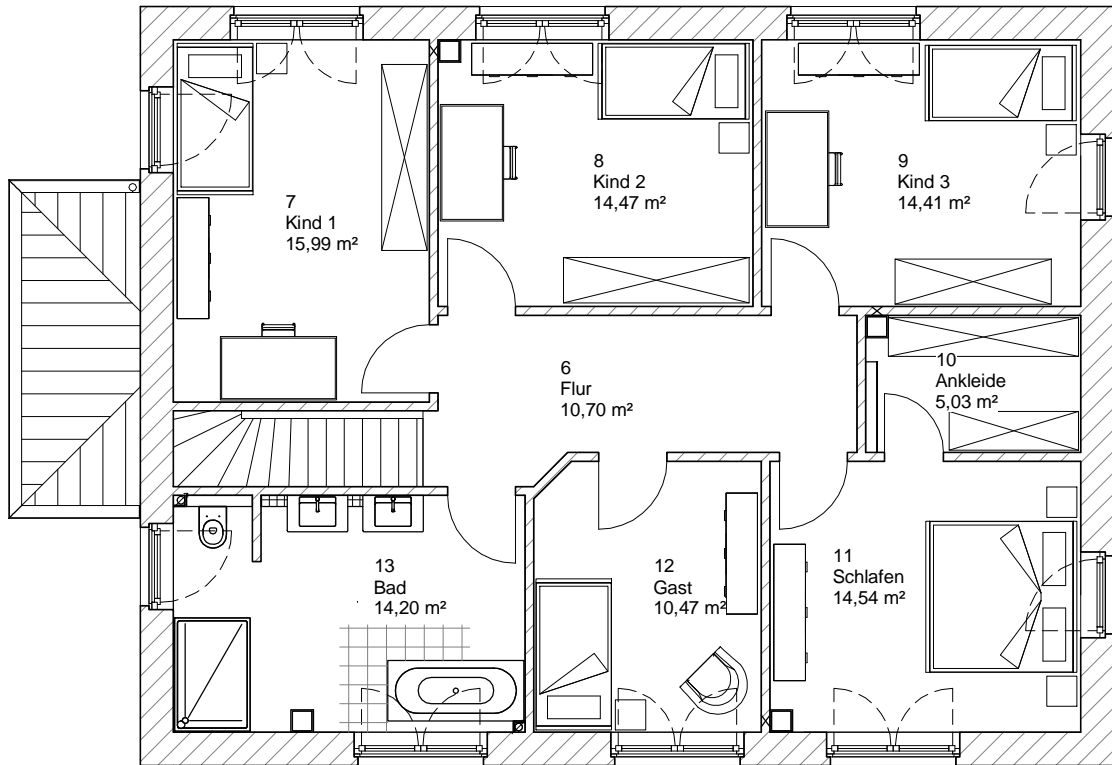 7
Kind 1
15,99 m²
8
Kind 2
14,47 m²
9
Kind 3
14,41 m²
6
Flur
10,70 m²
10
Ankleide
5,03 m²
13
Bad
14,20 m²
12
Gast
10,47 m²
11
Schlafen
14,54 m²